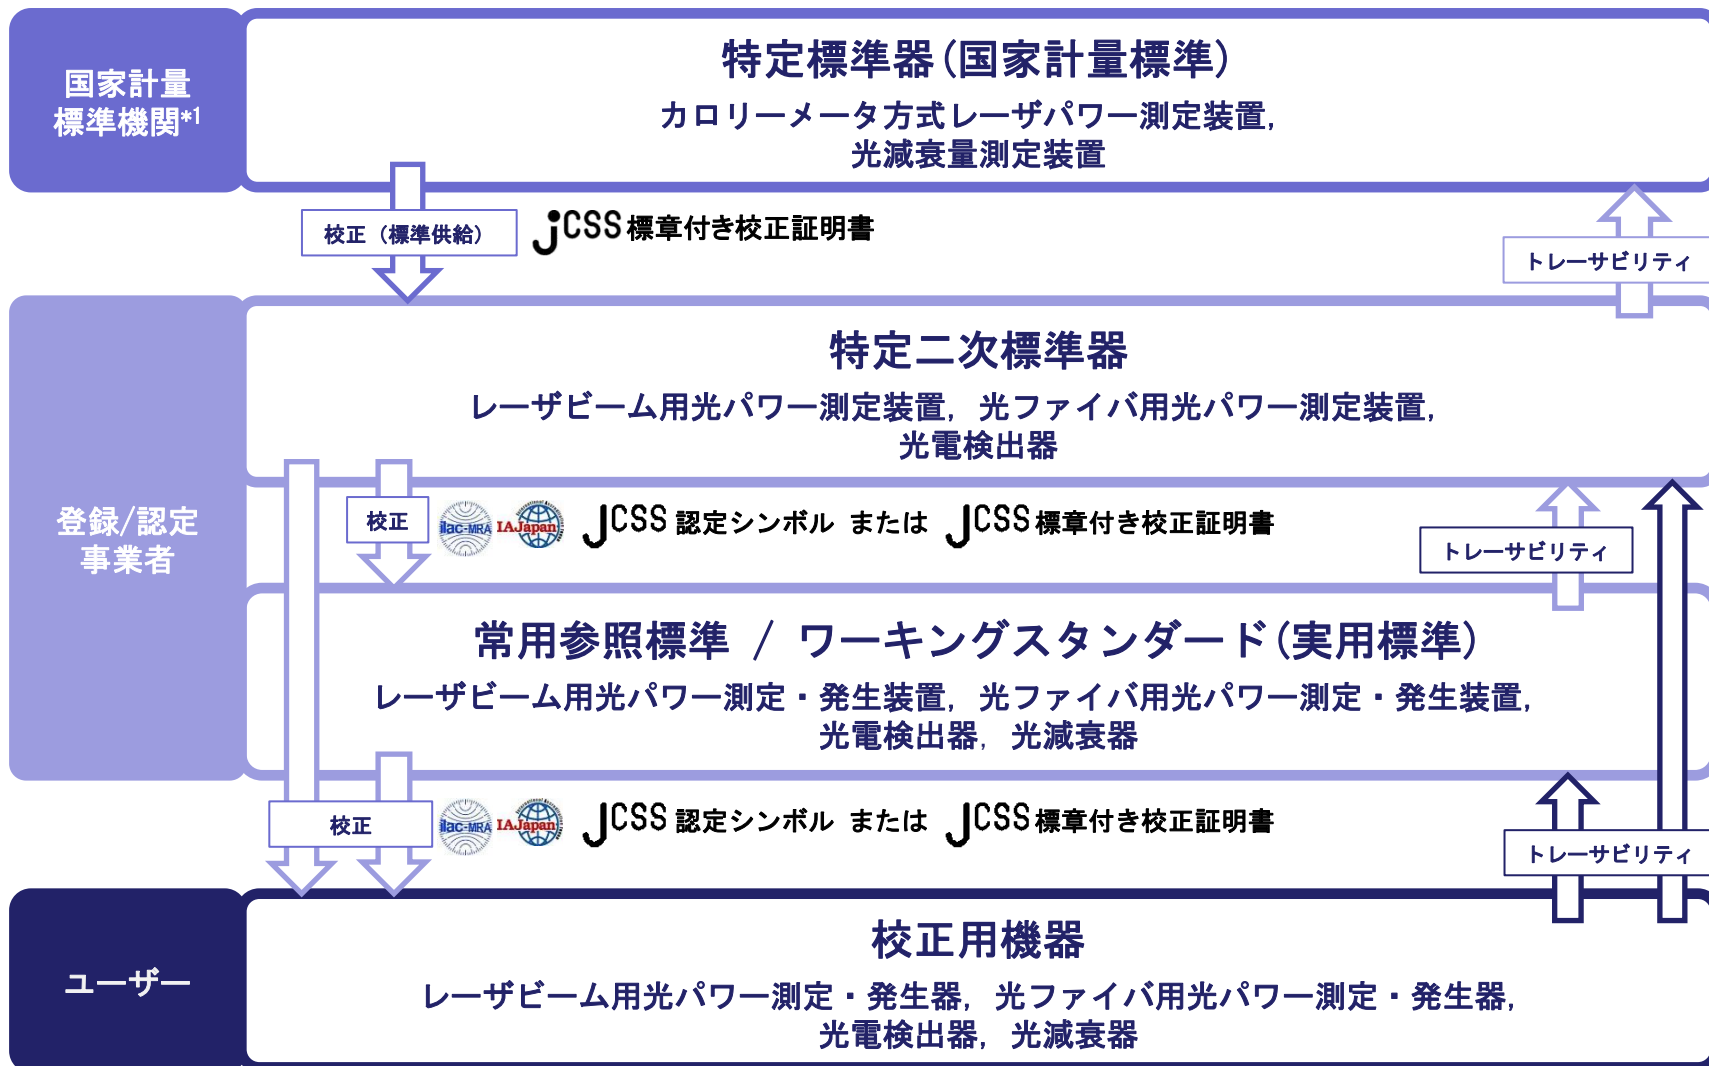 国家計量
標準機関*1
特定標準器(国家計量標準)
カロリーメータ方式レーザパワー測定装置,
光減衰量測定装置
校正（標準供給）
jCSS 標章付き校正証明書
トレーサビリティ
登録/認定
事業者
特定二次標準器
レーザビーム用光パワー測定装置, 光ファイバ用光パワー測定装置,
光電検出器
校正
ilac-MRA
IAJapan
JCSS 認定シンボル または JCSS 標章付き校正証明書
トレーサビリティ
常用参照標準 / ワーキングスタンダード(実用標準)
レーザビーム用光パワー測定・発生装置, 光ファイバ用光パワー測定・発生装置,
光電検出器, 光減衰器
校正
ilac-MRA
IAJapan
JCSS 認定シンボル または JCSS 標章付き校正証明書
トレーサビリティ
ユーザー
校正用機器
レーザビーム用光パワー測定・発生器, 光ファイバ用光パワー測定・発生器,
光電検出器, 光減衰器